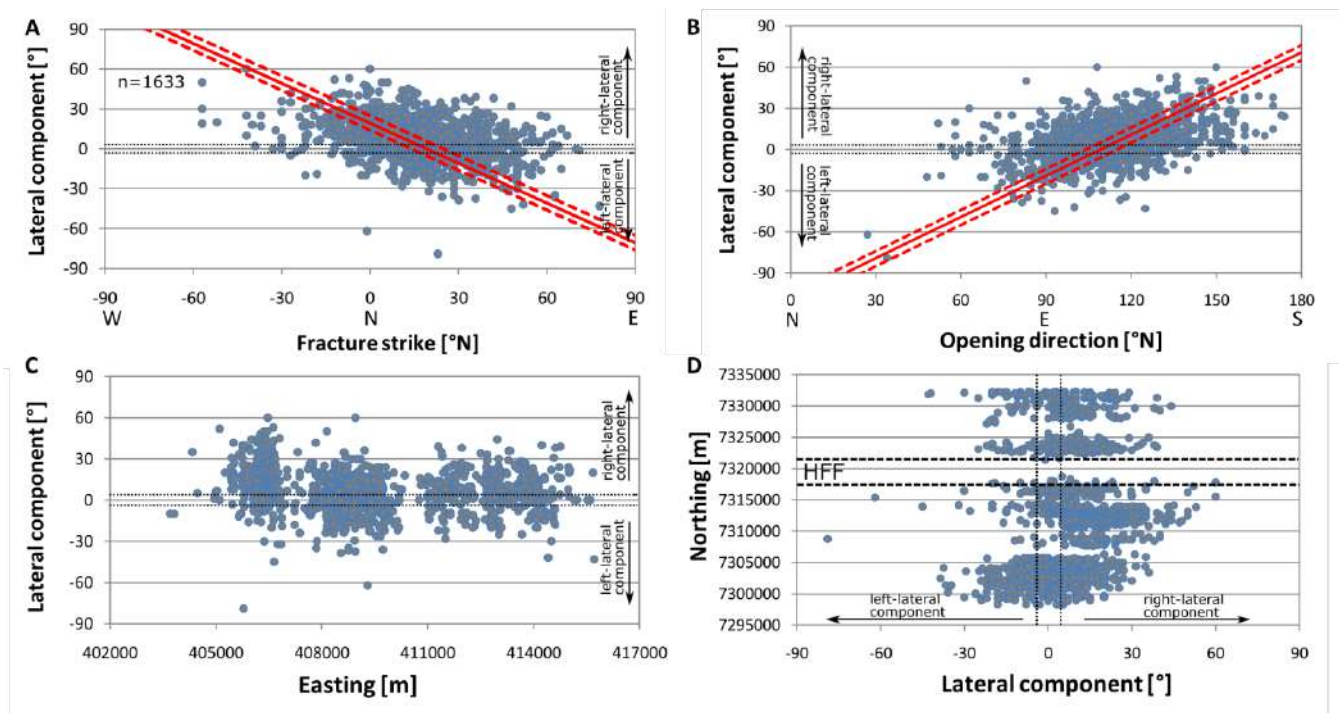 A
90
60
30
0
-30
-60
-90
Lateral component [°]
n=1633
right-lateral
component
left-lateral
component
-90
-60
-30
0
30
60
90
W
N
E
Fracture strike [°N]
B
90
60
30
0
-30
-60
-90
Lateral component [°]
right-lateral
component
left-lateral
component
0
30
60
90
120
150
180
N
E
S
Opening direction [°N]
C
90
60
30
0
-30
-60
-90
Lateral component [°]
right-lateral
component
left-lateral
component
402000
405000
408000
411000
414000
417000
Easting [m]
D
7335000
7330000
7325000
7320000
7315000
7310000
7305000
7300000
7295000
Northing [m]
HFF
left-lateral
component
right-lateral
component
-90
-60
-30
0
30
60
90
Lateral component [°]